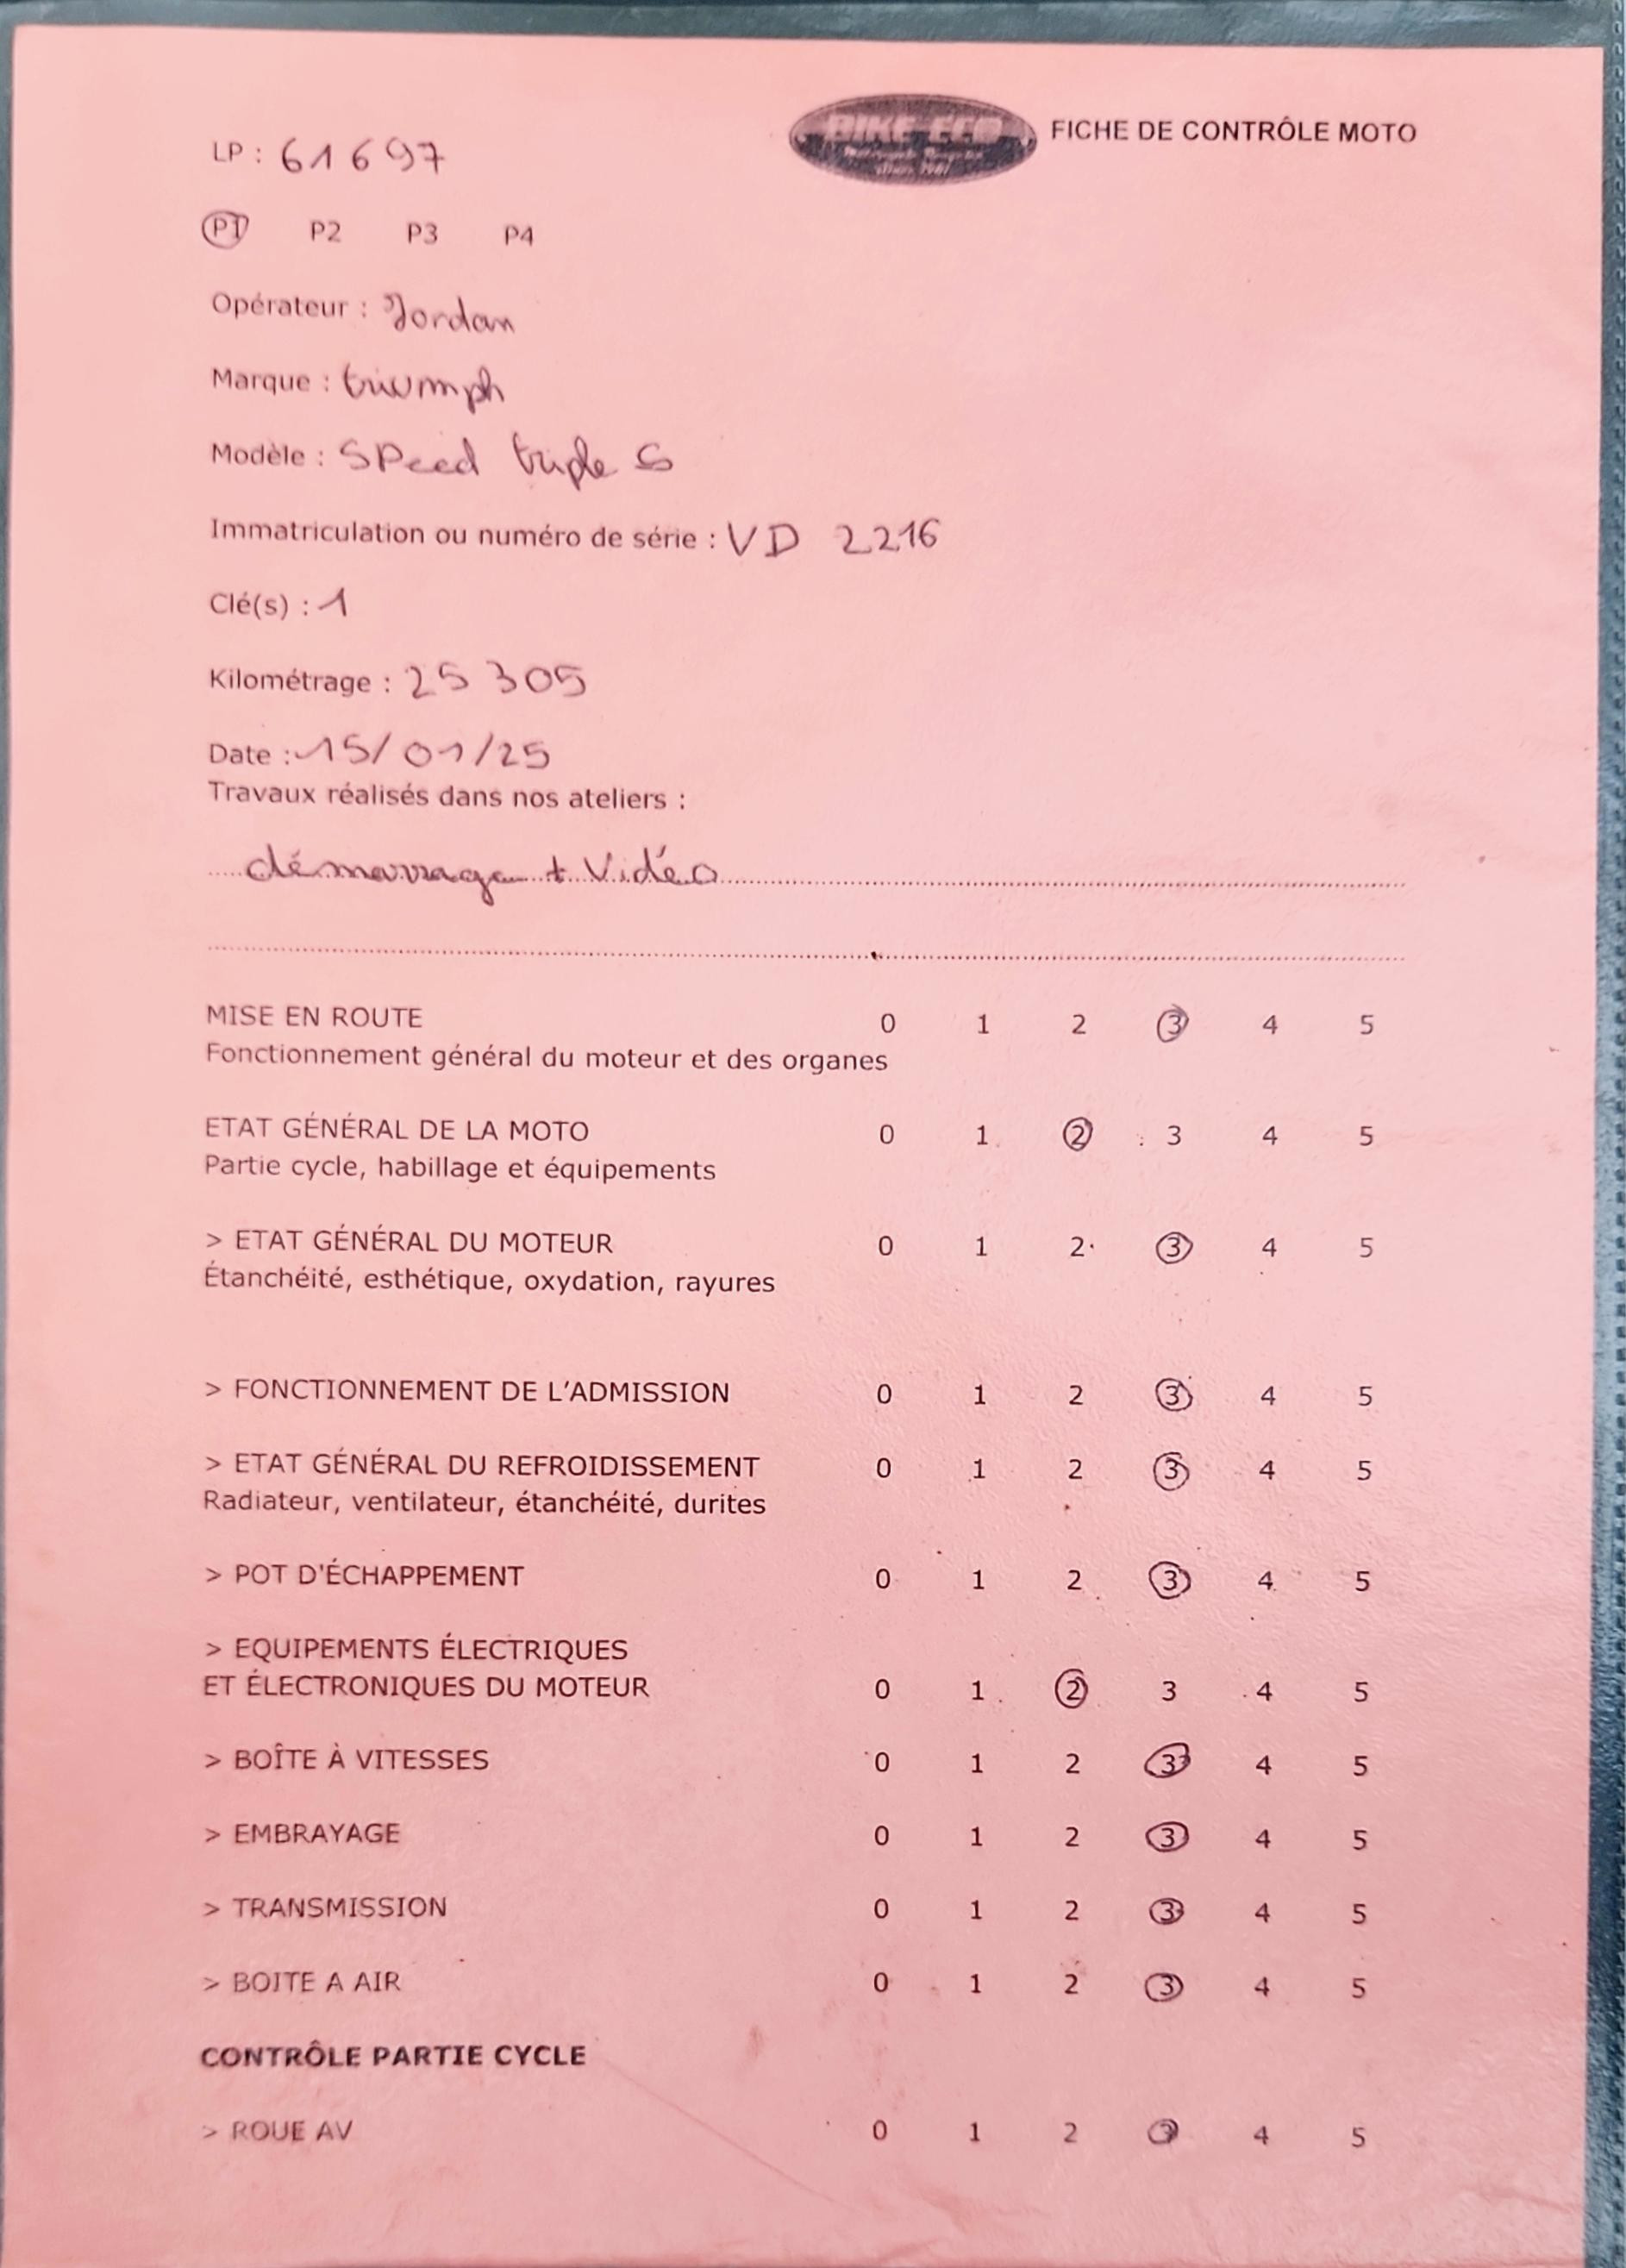 BIKE ECO
FICHE DE CONTRÔLE MOTO
LP : 61697
P1 P2 P3 P4
Opérateur : Jordan
Marque : triumph
Modèle : SPeed triple S
Immatriculation ou numéro de série : VD 2216
Clé(s) : 1
Kilométrage : 25 305
Date : 15/01/25
Travaux réalisés dans nos ateliers :
démarrage + Vidéo
MISE EN ROUTE 0 1 2 3 4 5
Fonctionnement général du moteur et des organes
ETAT GÉNÉRAL DE LA MOTO 0 1 2 3 4 5
Partie cycle, habillage et équipements
> ETAT GÉNÉRAL DU MOTEUR 0 1 2 3 4 5
Étanchéité, esthétique, oxydation, rayures
> FONCTIONNEMENT DE L'ADMISSION 0 1 2 3 4 5
> ETAT GÉNÉRAL DU REFROIDISSEMENT 0 1 2 3 4 5
Radiateur, ventilateur, étanchéité, durites
> POT D'ÉCHAPPEMENT 0 1 2 3 4 5
> EQUIPEMENTS ÉLECTRIQUES
ET ÉLECTRONIQUES DU MOTEUR 0 1 2 3 4 5
> BOÎTE À VITESSES 0 1 2 3 4 5
> EMBRAYAGE 0 1 2 3 4 5
> TRANSMISSION 0 1 2 3 4 5
> BOITE A AIR 0 1 2 3 4 5
CONTRÔLE PARTIE CYCLE
> ROUE AV 0 1 2 3 4 5